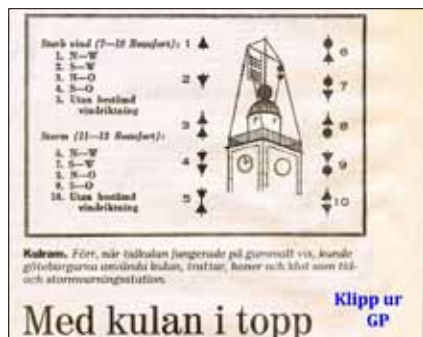 Stark vind (7—10 Beaufort):
1. N—W
2. S—W
3. N—O
4. S—O
5. Utan bestämd
vindriktning
Storm (11—12 Beaufort):
6. N—W
7. S—W
8. N—O
9. S—O
10. Utan bestämd
vindriktning
1
2
3
4
5
6
7
8
9
10
Förr, när tidkulan fungerade på gammalt vis, kunde
göteborgarna använda kulan, trattar, koner och klot som tid-
och stormvarningsstation.
Klipp ur
GP
Med kulan i topp